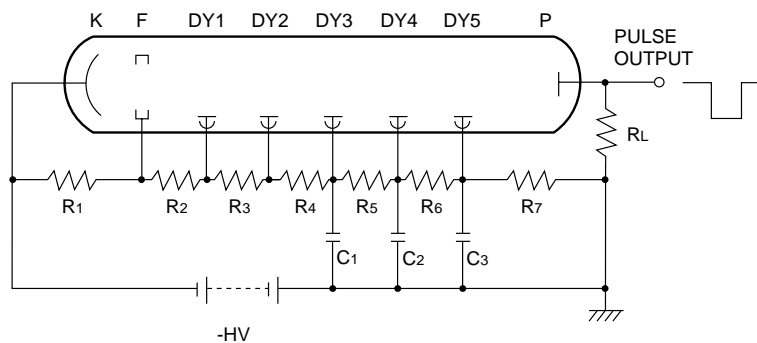 K F DY1 DY2 DY3 DY4 DY5 P
PULSE
OUTPUT
RL
R1 R2 R3 R4 R5 R6 R7
C1 C2 C3
-HV